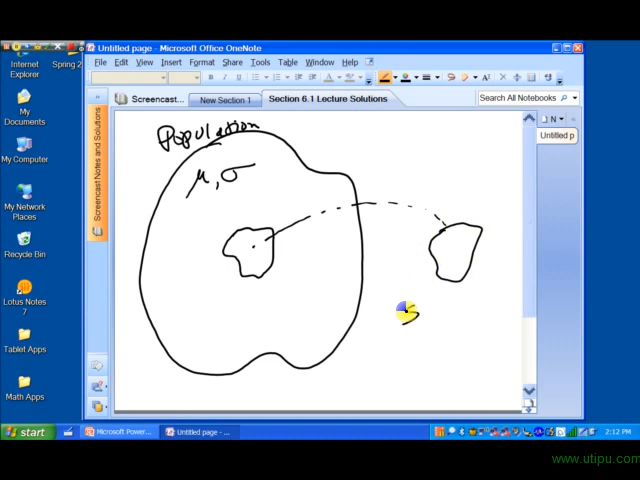 Untitled page - Microsoft Office OneNote
File Edit View Insert Format Share Tools Table Window Help
Screencast... New Section 1 Section 6.1 Lecture Solutions Search All Notebooks
Internet Explorer
Spring 2
My Documents
My Computer
My Network Places
Recycle Bin
Lotus Notes 7
Tablet Apps
Math Apps
Screencast Notes and Solutions
N
Untitled p
Population
μ, σ
S
start Microsoft Power... Untitled page - Mic... 2:12 PM
www.utipu.com